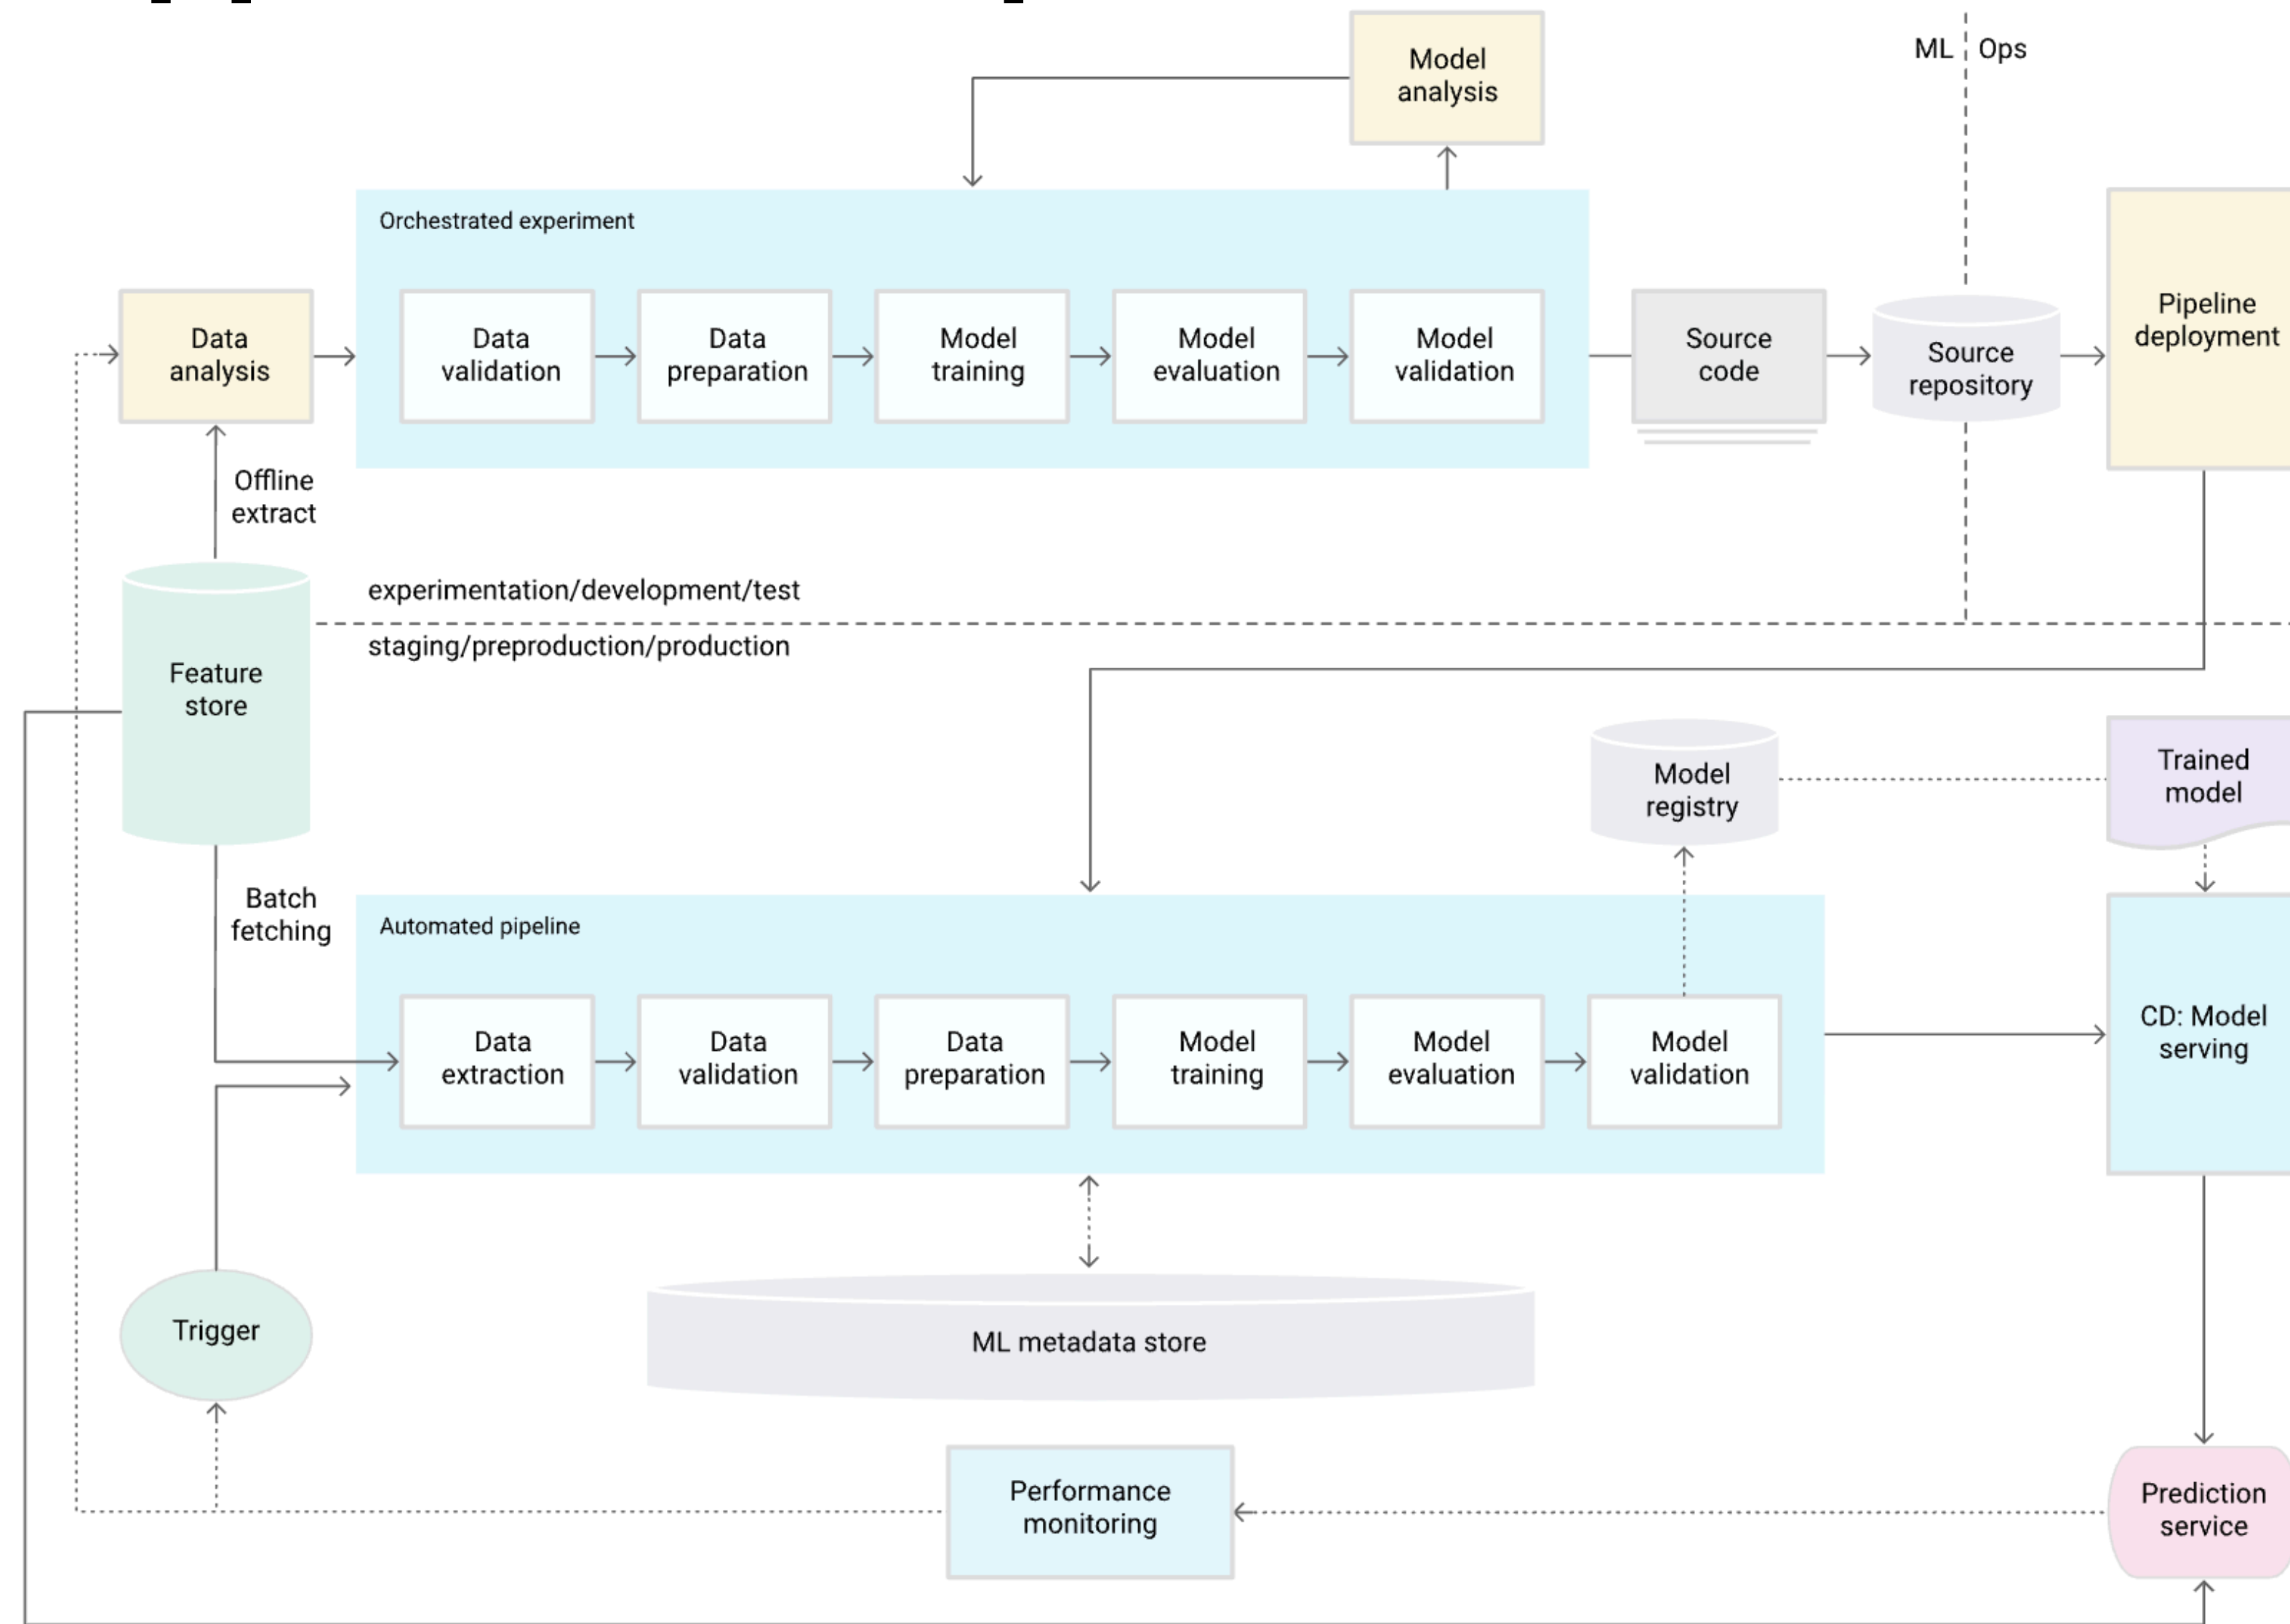 Model
analysis
ML
Ops
Orchestrated experiment
Data
analysis
Data
validation
Data
preparation
Model
training
Model
evaluation
Model
validation
Source
code
Source
repository
Pipeline
deployment
Offline
extract
experimentation/development/test
staging/preproduction/production
Feature
store
Model
registry
Trained
model
Batch
fetching
Automated pipeline
Data
extraction
Data
validation
Data
preparation
Model
training
Model
evaluation
Model
validation
CD: Model
serving
Trigger
ML metadata store
Performance
monitoring
Prediction
service